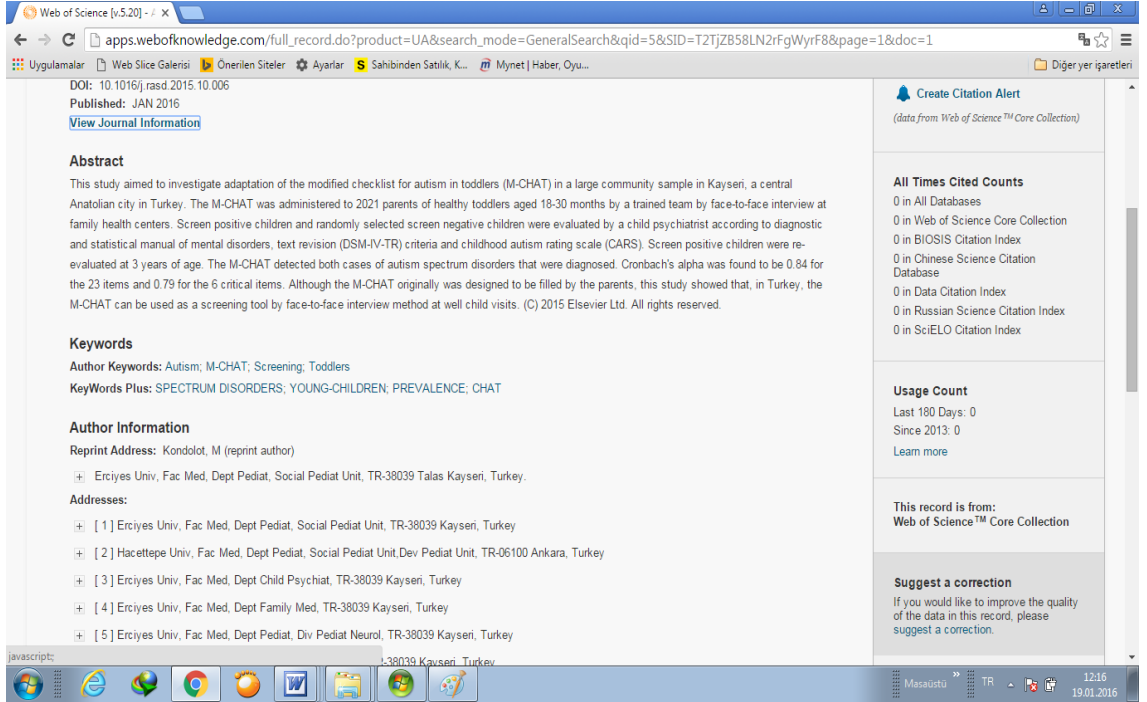 Web of Science [v.5.20] - A
apps.webofknowledge.com/full_record.do?product=UA&search_mode=GeneralSearch&qid=5&SID=T2TjZB58LN2rFgWyrF8&page=1&doc=1
Uygulamalar Web Slice Galerisi Önerilen Siteler Ayarlar Sahibinden Satılık, K... Mynet | Haber, Oyu... Diğer yer işaretleri
DOI: 10.1016/j.rasd.2015.10.006
Published: JAN 2016
View Journal Information
Abstract
This study aimed to investigate adaptation of the modified checklist for autism in toddlers (M-CHAT) in a large community sample in Kayseri, a central
Anatolian city in Turkey. The M-CHAT was administered to 2021 parents of healthy toddlers aged 18-30 months by a trained team by face-to-face interview at
family health centers. Screen positive children and randomly selected screen negative children were evaluated by a child psychiatrist according to diagnostic
and statistical manual of mental disorders, text revision (DSM-IV-TR) criteria and childhood autism rating scale (CARS). Screen positive children were re-
evaluated at 3 years of age. The M-CHAT detected both cases of autism spectrum disorders that were diagnosed. Cronbach's alpha was found to be 0.84 for
the 23 items and 0.79 for the 6 critical items. Although the M-CHAT originally was designed to be filled by the parents, this study showed that, in Turkey, the
M-CHAT can be used as a screening tool by face-to-face interview method at well child visits. (C) 2015 Elsevier Ltd. All rights reserved.
Keywords
Author Keywords: Autism; M-CHAT; Screening; Toddlers
KeyWords Plus: SPECTRUM DISORDERS; YOUNG-CHILDREN; PREVALENCE; CHAT
Author Information
Reprint Address: Kondolot, M (reprint author)
Erciyes Univ, Fac Med, Dept Pediat, Social Pediat Unit, TR-38039 Talas Kayseri, Turkey.
Addresses:
[ 1 ] Erciyes Univ, Fac Med, Dept Pediat, Social Pediat Unit, TR-38039 Kayseri, Turkey
[ 2 ] Hacettepe Univ, Fac Med, Dept Pediat, Social Pediat Unit,Dev Pediat Unit, TR-06100 Ankara, Turkey
[ 3 ] Erciyes Univ, Fac Med, Dept Child Psychiat, TR-38039 Kayseri, Turkey
[ 4 ] Erciyes Univ, Fac Med, Dept Family Med, TR-38039 Kayseri, Turkey
[ 5 ] Erciyes Univ, Fac Med, Dept Pediat, Div Pediat Neurol, TR-38039 Kayseri, Turkey
-38039 Kayseri, Turkey
javascript:;
Create Citation Alert
(data from Web of Science™ Core Collection)
All Times Cited Counts
0 in All Databases
0 in Web of Science Core Collection
0 in BIOSIS Citation Index
0 in Chinese Science Citation
Database
0 in Data Citation Index
0 in Russian Science Citation Index
0 in SciELO Citation Index
Usage Count
Last 180 Days: 0
Since 2013: 0
Learn more
This record is from:
Web of Science™ Core Collection
Suggest a correction
If you would like to improve the quality
of the data in this record, please
suggest a correction.
Masaüstü TR 12:16
19.01.2016